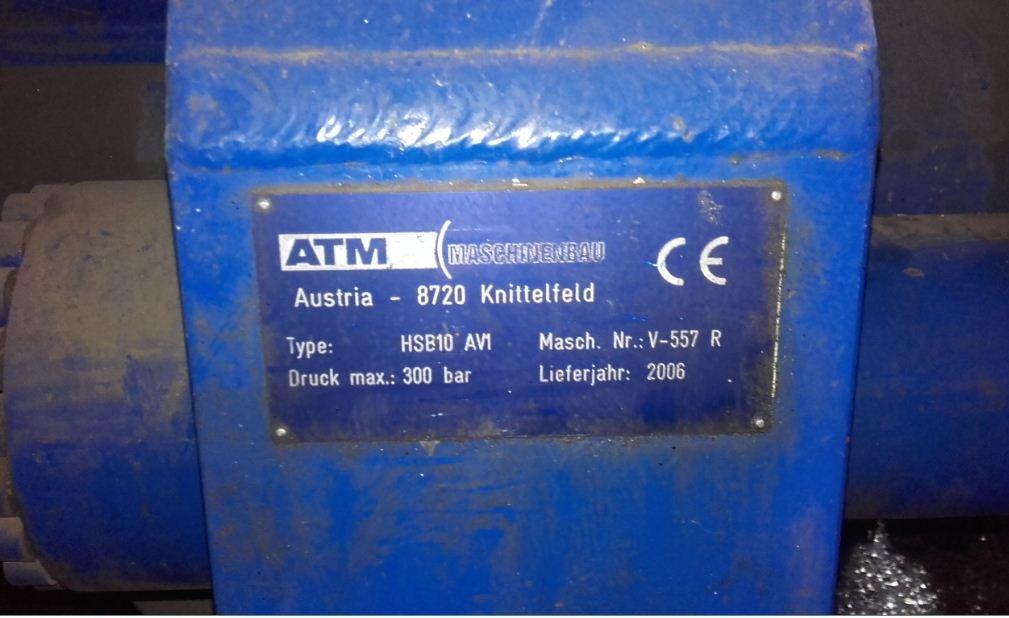 ATM MASCHINENBAU CE
Austria - 8720 Knittelfeld
Type: HSB10 AV1 Masch. Nr.: V-557 R
Druck max.: 300 bar Lieferjahr: 2006